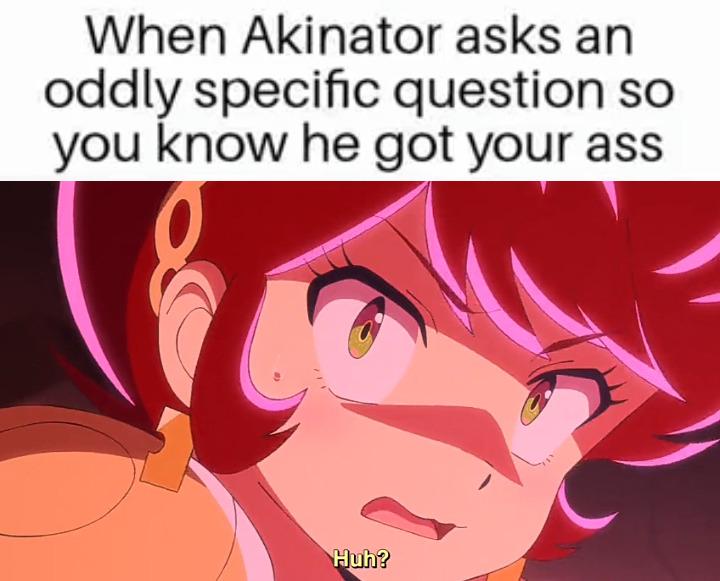 When Akinator asks an
oddly specific question so
you know he got your ass
Huh?